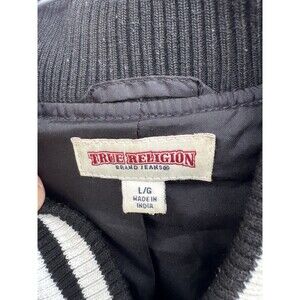 TRUE RELIGION
BRAND JEANS
L/G
MADE IN
INDIA